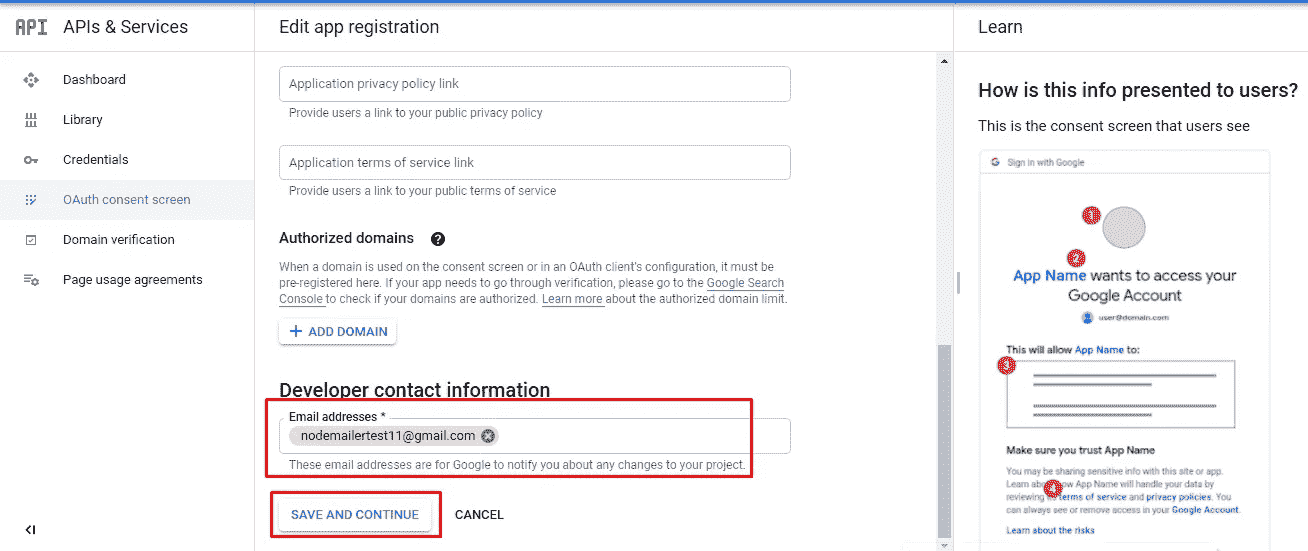 API APIs & Services
Dashboard
Library
Credentials
OAuth consent screen
Domain verification
Page usage agreements
Edit app registration
Application privacy policy link
Provide users a link to your public privacy policy
Application terms of service link
Provide users a link to your public terms of service
Authorized domains ?
When a domain is used on the consent screen or in an OAuth client's configuration, it must be
pre-registered here. If your app needs to go through verification, please go to the Google Search
Console to check if your domains are authorized. Learn more about the authorized domain limit.
+ ADD DOMAIN
Developer contact information
Email addresses *
nodemailertest11@gmail.com
These email addresses are for Google to notify you about any changes to your project.
SAVE AND CONTINUE CANCEL
Learn
How is this info presented to users?
This is the consent screen that users see
G Sign in with Google
1
2
App Name wants to access your
Google Account
user@domain.com
This will allow App Name to:
3
Make sure you trust App Name
You may be sharing sensitive info with this site or app.
Learn about how App Name will handle your data by
reviewing its terms of service and privacy policies. You
4
can always see or remove access in your Google Account.
Learn about the risks